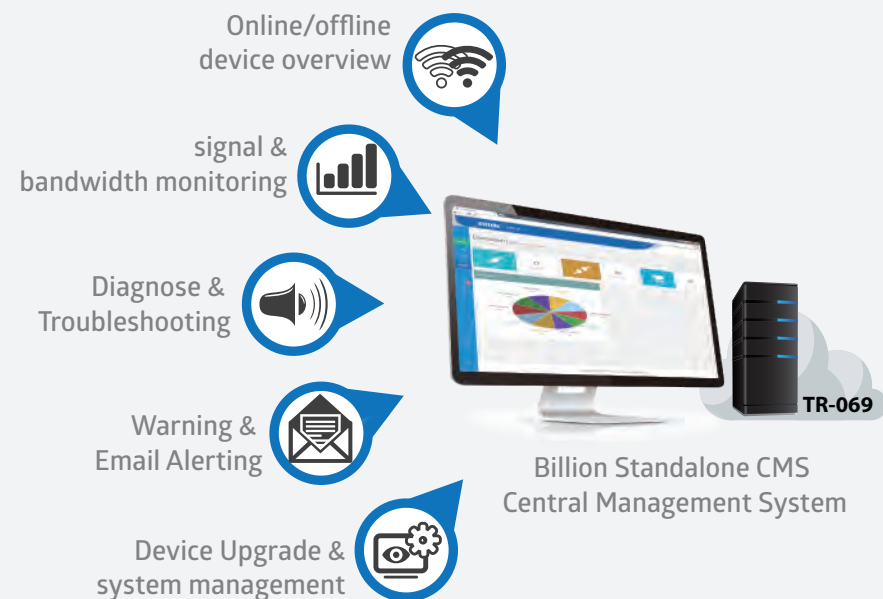 Online/offline
device overview
signal &
bandwidth monitoring
Diagnose &
Troubleshooting
Warning &
Email Alerting
Device Upgrade &
system management
TR-069
Billion Standalone CMS
Central Management System